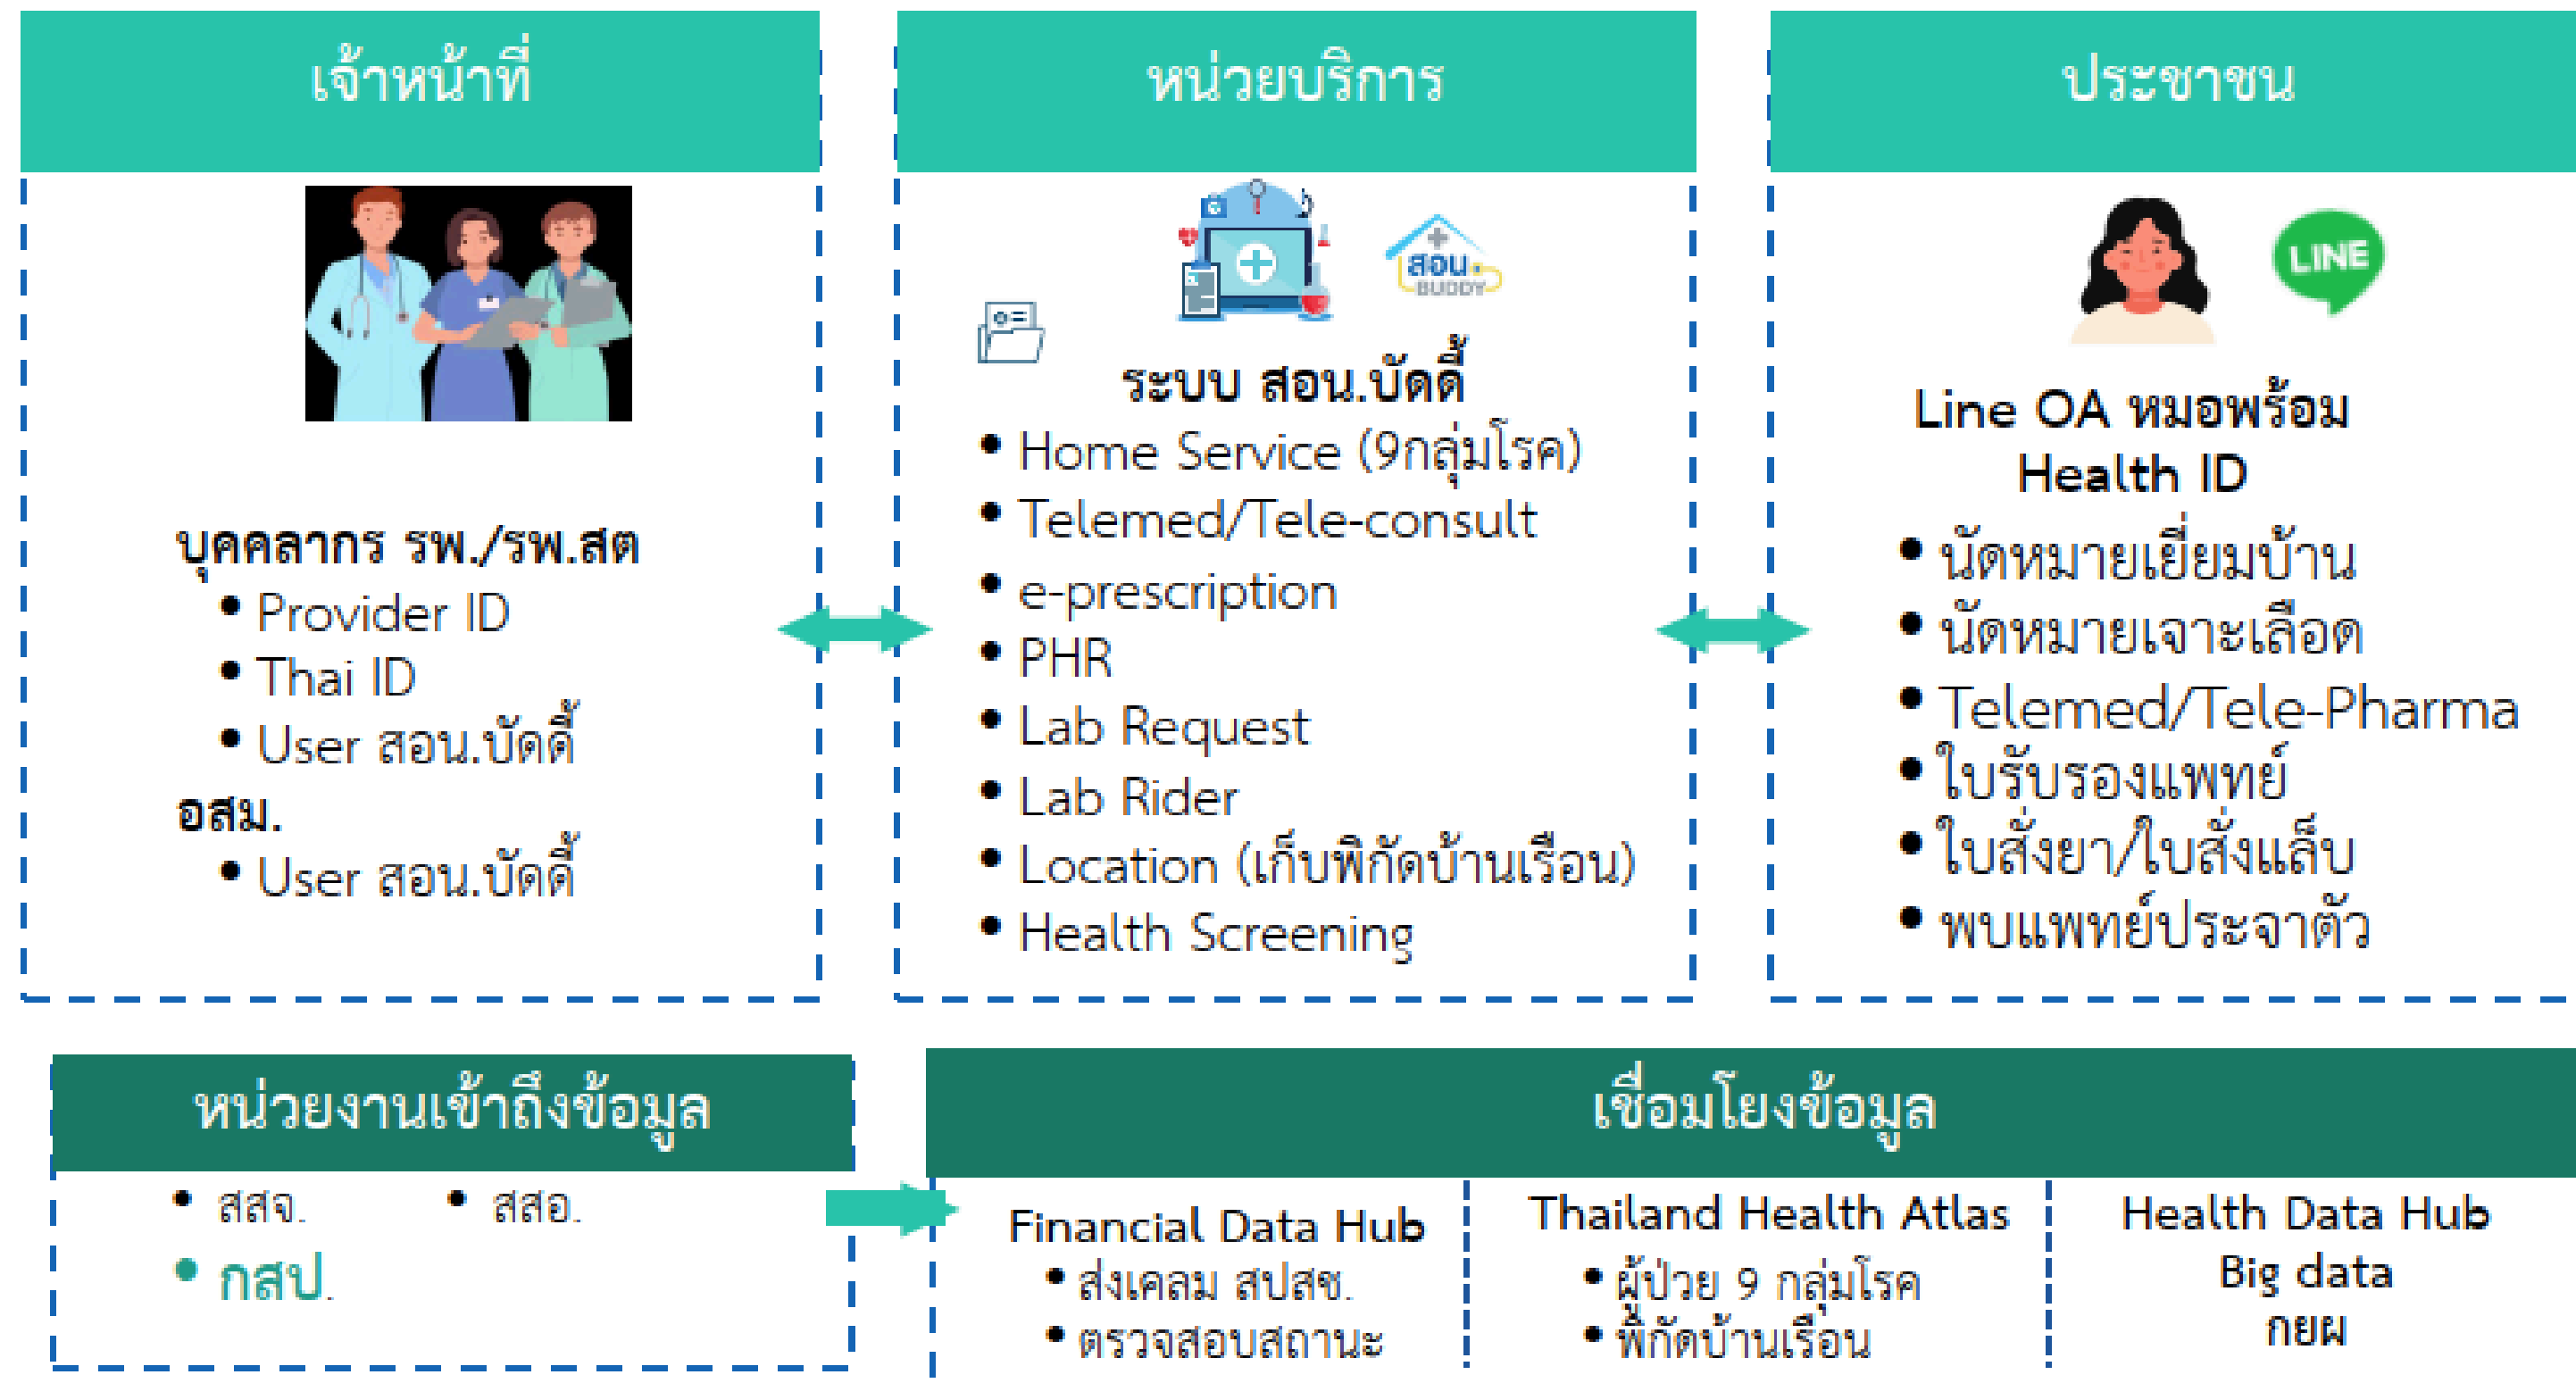 เจ้าหน้าที่
บุคคลากร รพ./รพ.สต
• Provider ID
• Thai ID
• User สอน.บัดดี้
อสม.
• User สอน.บัดดี้
หน่วยบริการ
สอน.
BUDDY
ระบบ สอน.บัดดี้
• Home Service (9กลุ่มโรค)
• Telemed/Tele-consult
• e-prescription
• PHR
• Lab Request
• Lab Rider
• Location (เก็บพิกัดบ้านเรือน)
• Health Screening
ประชาชน
LINE
Line OA หมอพร้อม
Health ID
• นัดหมายเยี่ยมบ้าน
• นัดหมายเจาะเลือด
• Telemed/Tele-Pharma
• ใบรับรองแพทย์
• ใบสั่งยา/ใบสั่งแล็บ
• พบแพทย์ประจาตัว
หน่วยงานเข้าถึงข้อมูล
• สสจ. • สสอ.
• กสป.
เชื่อมโยงข้อมูล
Financial Data Hub
• ส่งเคลม สปสช.
• ตรวจสอบสถานะ
Thailand Health Atlas
• ผู้ป่วย 9 กลุ่มโรค
• พิกัดบ้านเรือน
Health Data Hub
Big data
กยผ